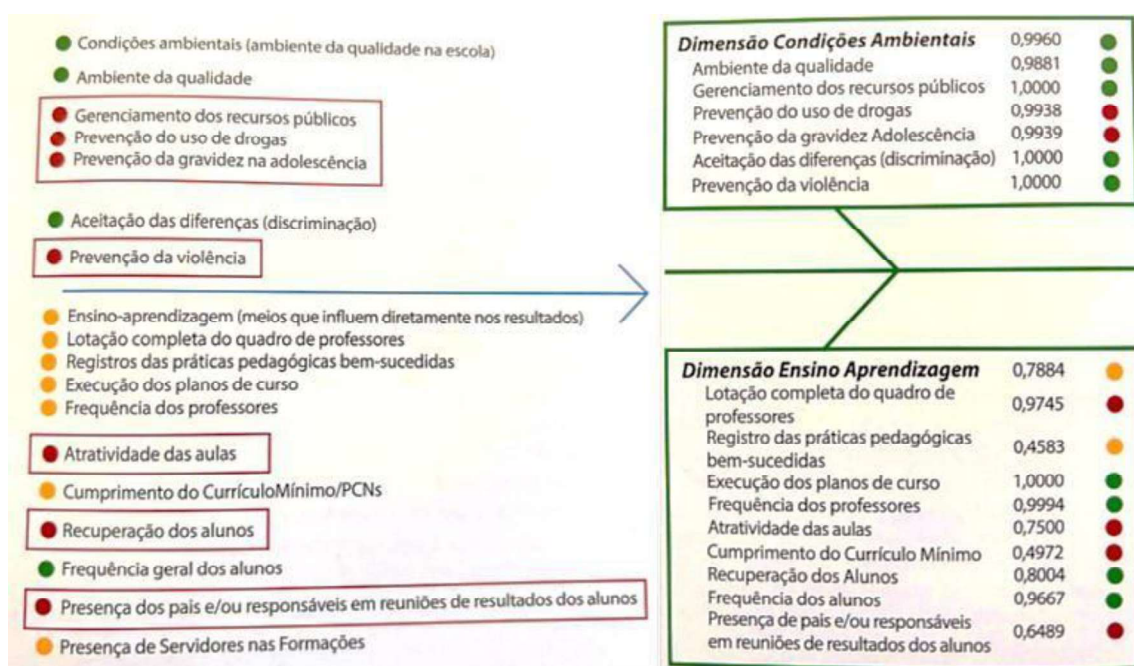 Condições ambientais (ambiente da qualidade na escola)
Ambiente da qualidade
Gerenciamento dos recursos públicos
Prevenção do uso de drogas
Prevenção da gravidez na adolescência
Aceitação das diferenças (discriminação)
Prevenção da violência
Ensino-aprendizagem (meios que influem diretamente nos resultados)
Lotação completa do quadro de professores
Registros das práticas pedagógicas bem-sucedidas
Execução dos planos de curso
Frequência dos professores
Atratividade das aulas
Cumprimento do CurrículoMínimo/PCNs
Recuperação dos alunos
Frequência geral dos alunos
Presença dos pais e/ou responsáveis em reuniões de resultados dos alunos
Presença de Servidores nas Formações
Dimensão Condições Ambientais 0,9960
Ambiente da qualidade 0,9881
Gerenciamento dos recursos públicos 1,0000
Prevenção do uso de drogas 0,9938
Prevenção da gravidez Adolescência 0,9939
Aceitação das diferenças (discriminação) 1,0000
Prevenção da violência 1,0000
Dimensão Ensino Aprendizagem 0,7884
Lotação completa do quadro de
professores 0,9745
Registro das práticas pedagógicas
bem-sucedidas 0,4583
Execução dos planos de curso 1,0000
Frequência dos professores 0,9994
Atratividade das aulas 0,7500
Cumprimento do Currículo Mínimo 0,4972
Recuperação dos Alunos 0,8004
Frequência dos alunos 0,9667
Presença de pais e/ou responsáveis
em reuniões de resultados dos alunos 0,6489